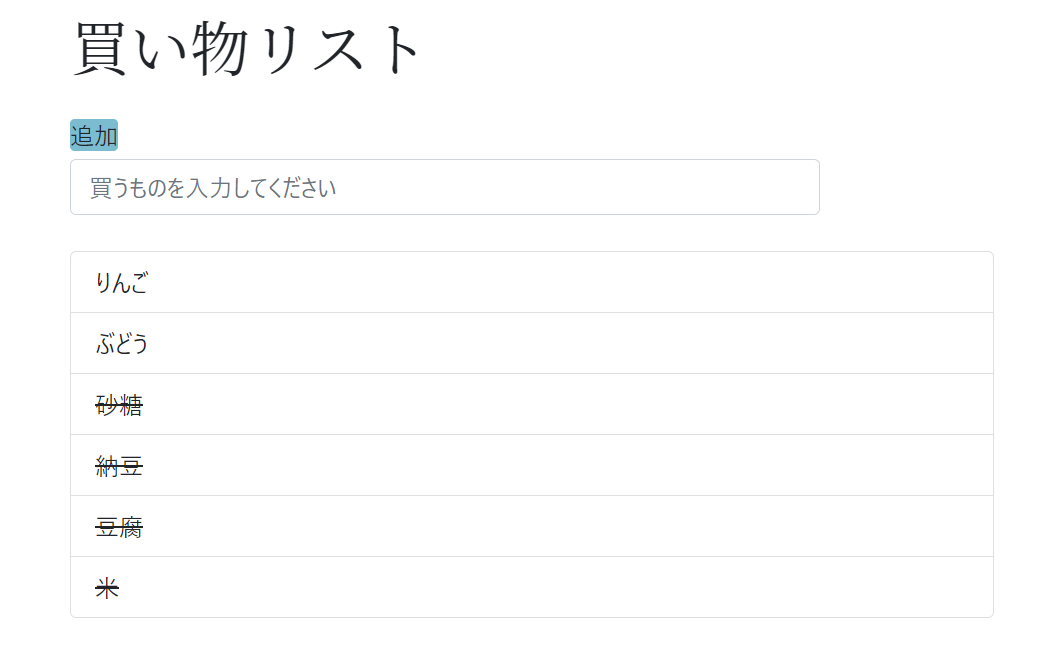 買い物リスト
追加
買うものを入力してください
りんご
ぶどう
砂糖
納豆
豆腐
米